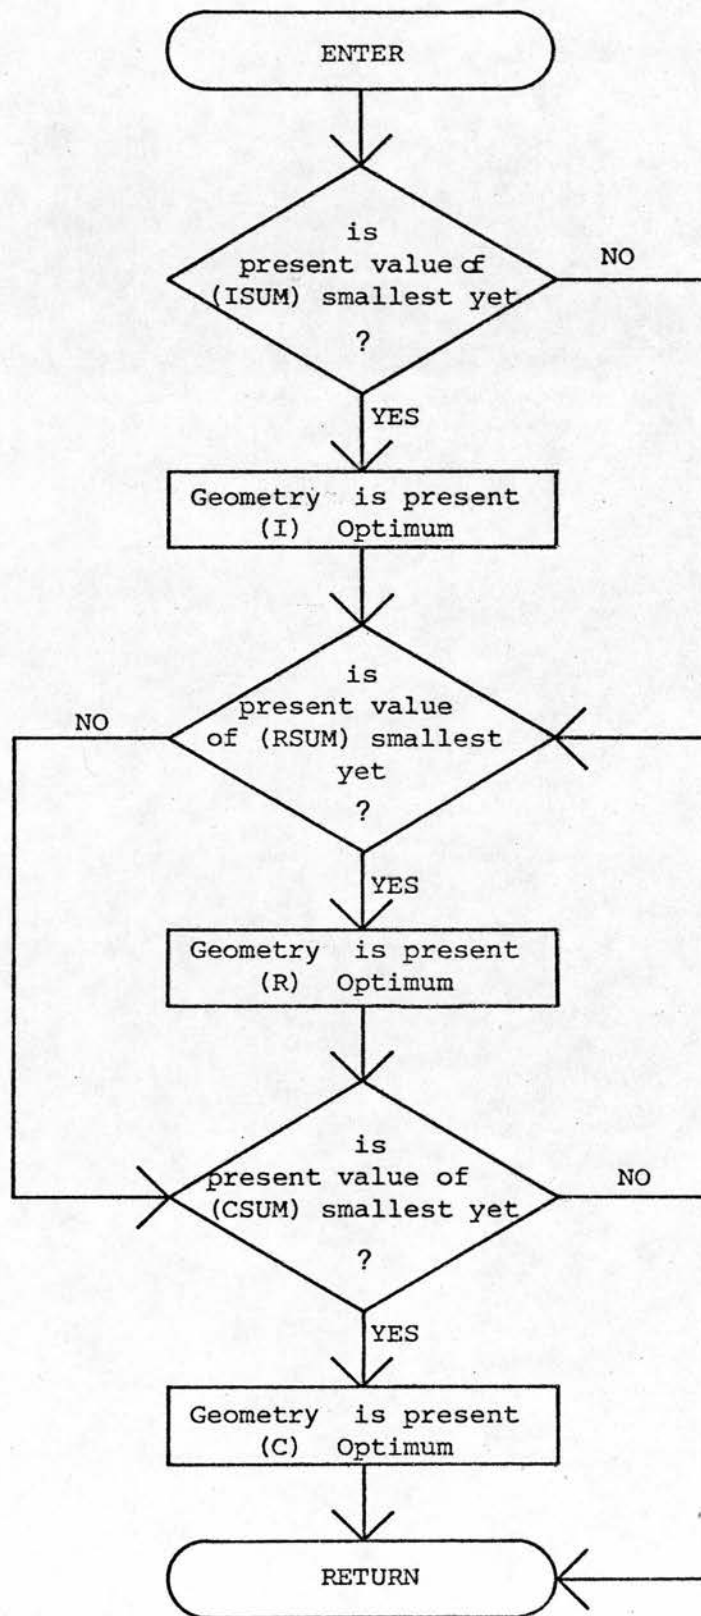 ENTER
is
present value of
(ISUM) smallest yet
?
NO
YES
Geometry is present
(I) Optimum
is
present value
of (RSUM) smallest
yet
?
NO
YES
Geometry is present
(R) Optimum
is
present value of
(CSUM) smallest yet
?
NO
YES
Geometry is present
(C) Optimum
RETURN